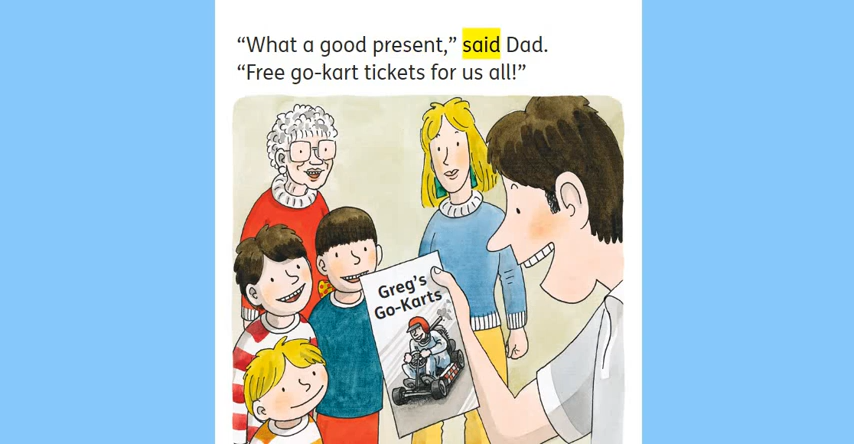 “What a good present,” said Dad.
“Free go-kart tickets for us all!”
Greg’s
Go-Karts